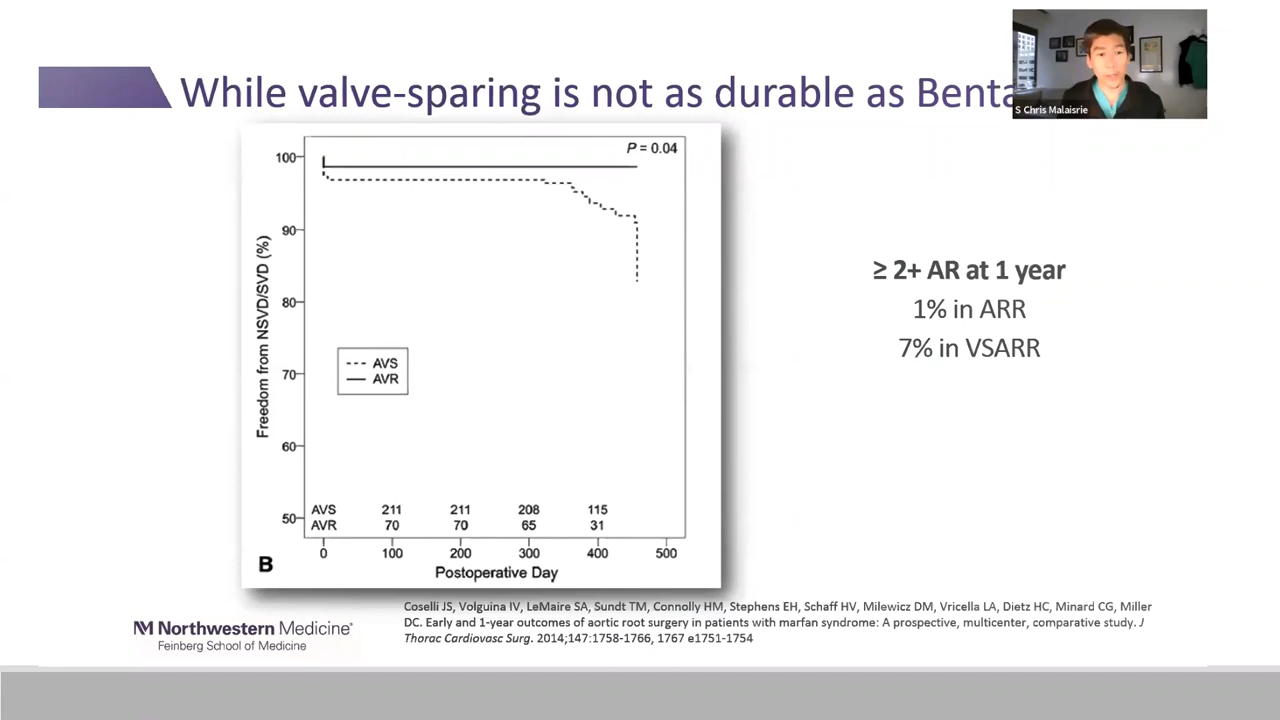 While valve-sparing is not as durable as Benta
S Chris Malaisrie
P = 0.04
100
90
80
70
60
50
Freedom from NSVD/SVD (%)
AVS
AVR
AVS 211 211 208 115
AVR 70 70 65 31
0 100 200 300 400 500
B
Postoperative Day
≥ 2+ AR at 1 year
1% in ARR
7% in VSARR
Coselli JS, Volguina IV, LeMaire SA, Sundt TM, Connolly HM, Stephens EH, Schaff HV, Milewicz DM, Vricella LA, Dietz HC, Minard CG, Miller
DC. Early and 1-year outcomes of aortic root surgery in patients with marfan syndrome: A prospective, multicenter, comparative study. J
Thorac Cardiovasc Surg. 2014;147:1758-1766, 1767 e1751-1754
NM Northwestern Medicine®
Feinberg School of Medicine